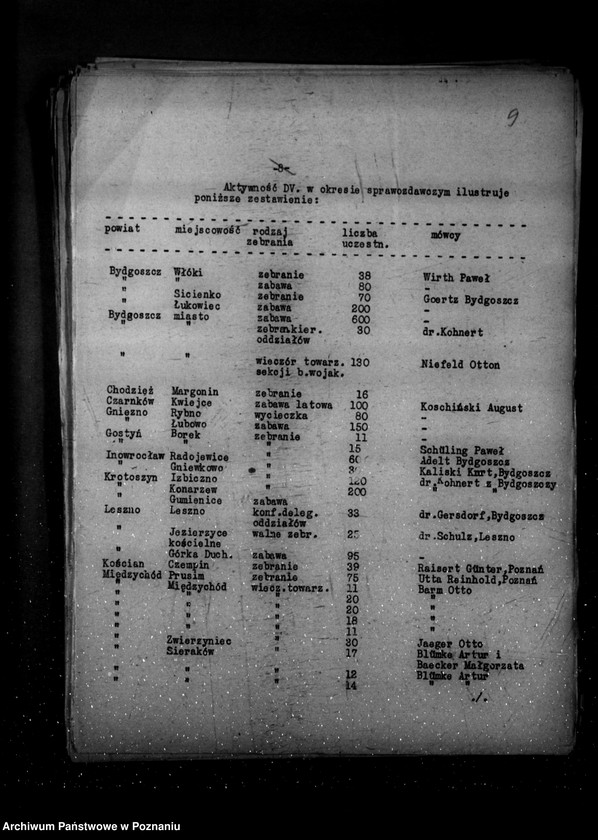 9
-8-
Aktywność DV. w okresie sprawozdawczym ilustruje
poniższe zestawienie:
powiat miejscowość rodzaj zebrania liczba uczestn. mówcy
Bydgoszcz Włóki zebranie 38 Wirth Paweł
" " zabawa 80 -
" Sicienko zebranie 70 Goertz Bydgoszcz
" Łukowiec zabawa 200 -
Bydgoszcz miasto zabawa 600 -
" " zebr.kier. 30 dr.Kohnert
oddziałów
" " wieczór towarz. 130 Niefeld Otton
sekcji b.wojak.
Chodzież Margonin zebranie 16
Czarnków Kwiejce zabawa latowa 100 Koschiński August
Gniezno Rybno wycieczka 80 -
" Łubowo zabawa 150 -
Gostyń Borek zebranie 11 -
" " " 15 Schüling Paweł
Inowrocław Radojewice " 60 Adelt Bydgoszcz
" Gniewkowo " Kaliski Kurt,Bydgoszcz
Krotoszyn Izbiczno " 120 dr.Kohnert z Bydgoszczy
" Konarzew " 200 " "
" Gumienice zabawa
Leszno Leszno konf.deleg. 33 dr.Gersdorf,Bydgoszcz
oddziałów
" Jezierzyce walne zebr. 25 dr.Schulz,Leszno
kościelne
" Górka Duch. zabawa 95 -
Kościan Czempin zebranie 39 Raisert Günter,Poznań
Międzychód Prusim zebranie 75 Utta Reinhold,Poznań
" Międzychód wiecz.towarz. 11 Barm Otto
" " " 20 "
" " " 20 "
" " " 18 "
" " " 11 "
" Zwierzyniec " 30 Jaeger Otto
" Sieraków " 17 Blümke Artur i
Baecker Małgorzata
" " " 12 Blümke Artur
" " " 14 " "
./.
Archiwum Państwowe w Poznaniu